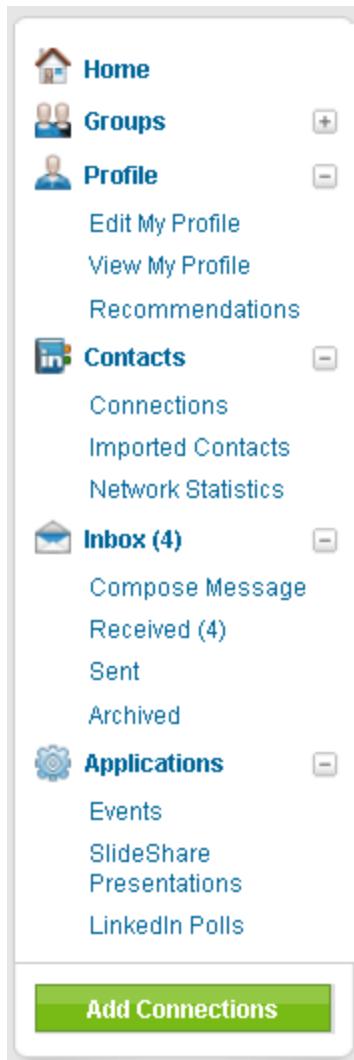 Home
Groups
Profile
Edit My Profile
View My Profile
Recommendations
in
Contacts
Connections
Imported Contacts
Network Statistics
Inbox (4)
Compose Message
Received (4)
Sent
Archived
Applications
Events
SlideShare
Presentations
LinkedIn Polls
Add Connections